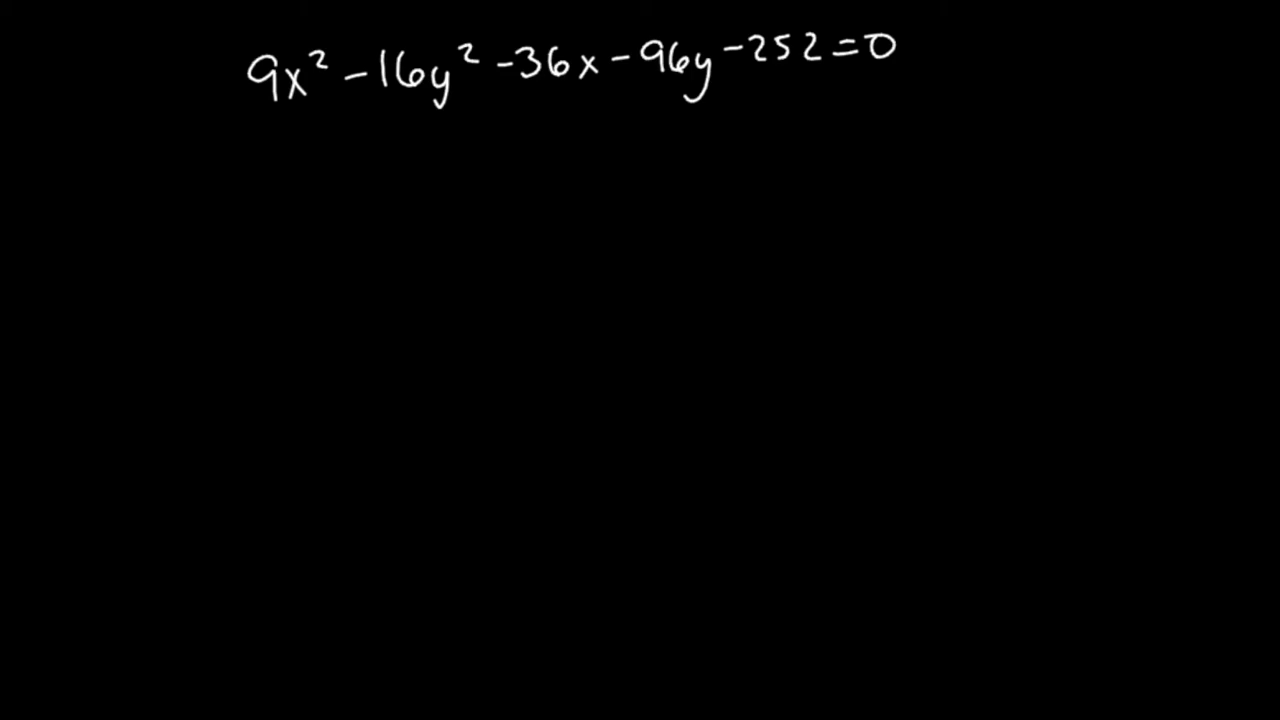 9x² - 16y² - 36x - 96y - 252 = 0